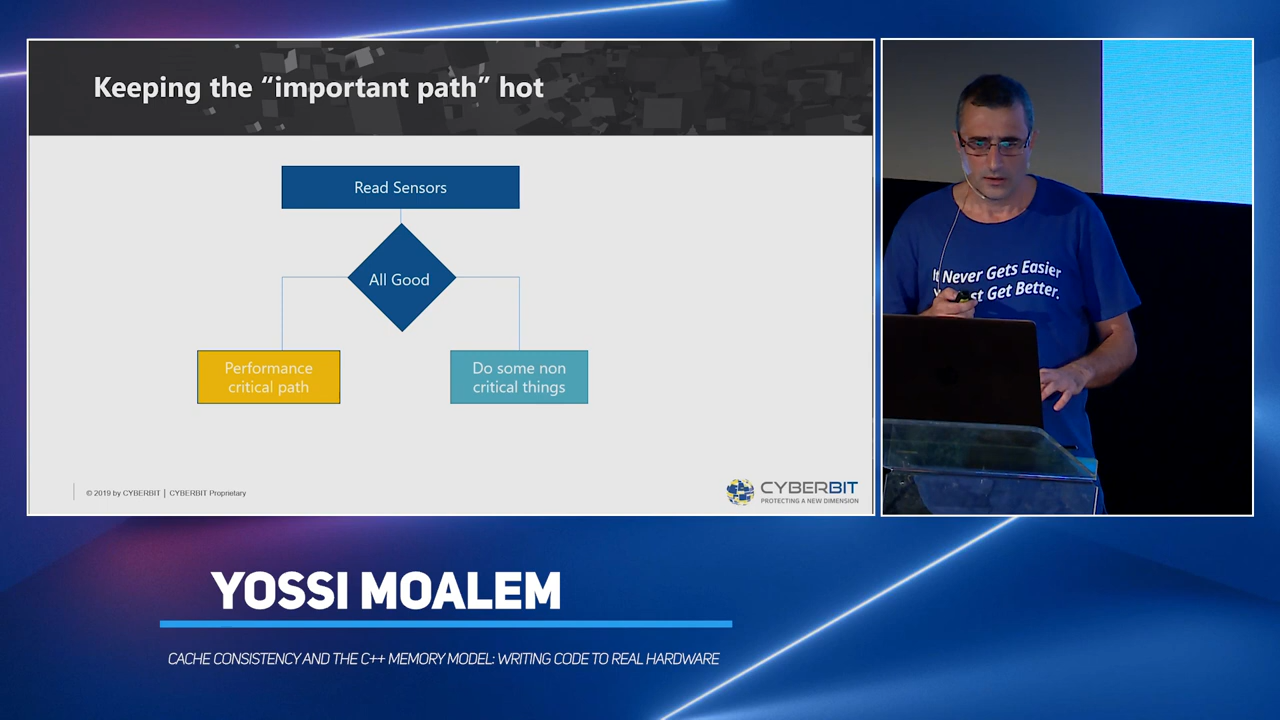 Keeping the “important path” hot
Read Sensors
All Good
Performance
critical path
Do some non
critical things
© 2019 by CYBERBIT | CYBERBIT Proprietary
CYBERBIT
PROTECTING A NEW DIMENSION
It Never Gets Easier
Get Better.
YOSSI MOALEM
CACHE CONSISTENCY AND THE C++ MEMORY MODEL: WRITING CODE TO REAL HARDWARE